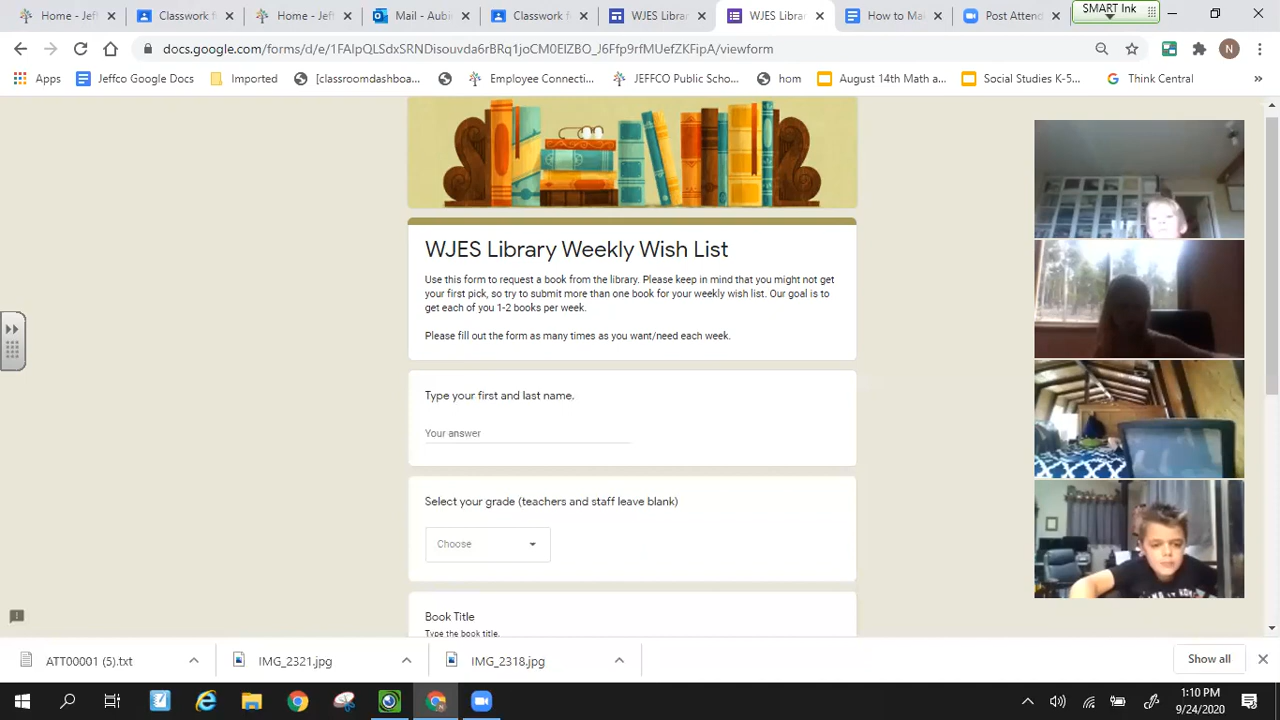 Home - Jef
Classwork f
Home - Jef
Mail - Aub
Classwork f
WJES Librar
WJES Librar
How to Ma
Post Attend
SMART Ink
docs.google.com/forms/d/e/
/viewform
Apps
Jeffco Google Docs
Imported
[classroomdashboa...
Employee Connecti...
JEFFCO Public Scho...
hom
August 14th Math a...
Social Studies K-5...
Think Central
WJES Library Weekly Wish List
Use this form to request a book from the library. Please keep in mind that you might not get
your first pick, so try to submit more than one book for your weekly wish list. Our goal is to
get each of you 1-2 books per week.
Please fill out the form as many times as you want/need each week.
Type your first and last name.
Your answer
Select your grade (teachers and staff leave blank)
Choose
Book Title
Type the book title.
ATT00001 (5).txt
IMG_2321.jpg
IMG_2318.jpg
Show all
1:10 PM
9/24/2020